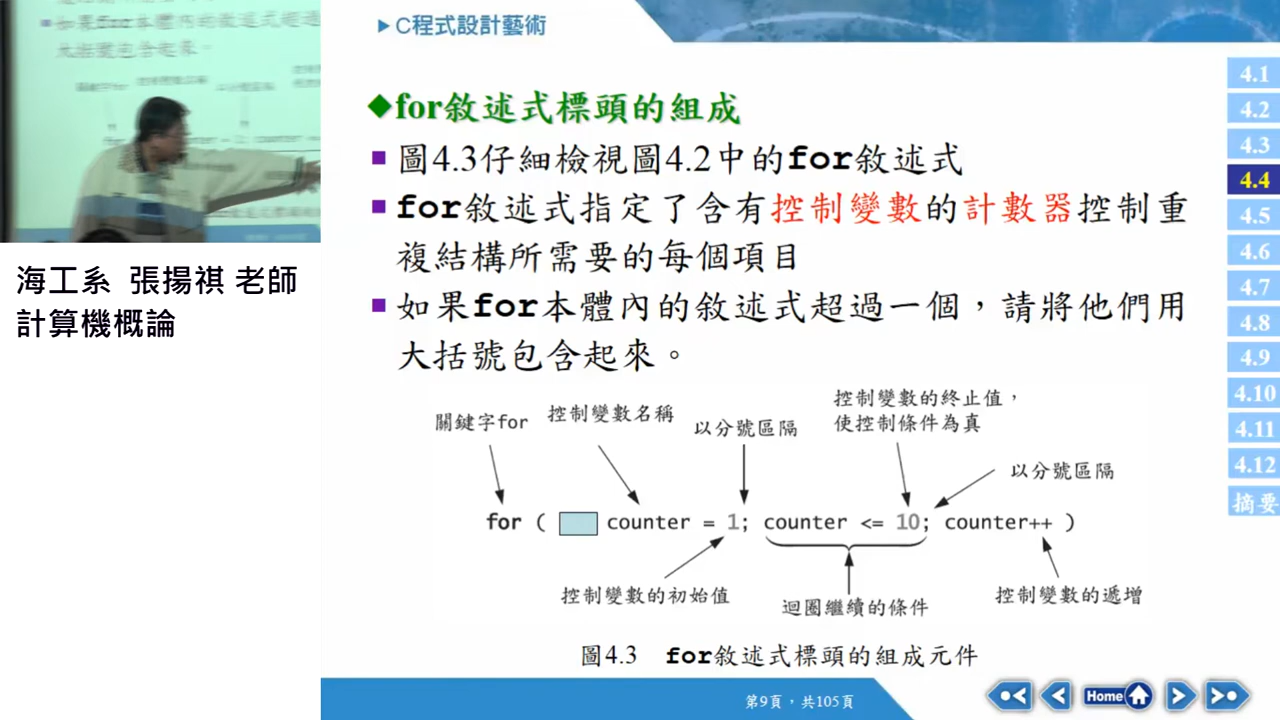 如果for本體內的敘述式超過
大括號包含起來。
海工系 張揚祺 老師
計算機概論
C程式設計藝術
for敘述式標頭的組成
圖4.3仔細檢視圖4.2中的for敘述式
for敘述式指定了含有控制變數的計數器控制重
複結構所需要的每個項目
如果for本體內的敘述式超過一個,請將他們用
大括號包含起來。
關鍵字for
控制變數名稱
以分號區隔
控制變數的終止值,
使控制條件為真
以分號區隔
for ( counter = 1; counter <= 10; counter++ )
控制變數的初始值
迴圈繼續的條件
控制變數的遞增
圖4.3 for敘述式標頭的組成元件
4.1
4.2
4.3
4.4
4.5
4.6
4.7
4.8
4.9
4.10
4.11
4.12
摘要
第9頁,共105頁
Home